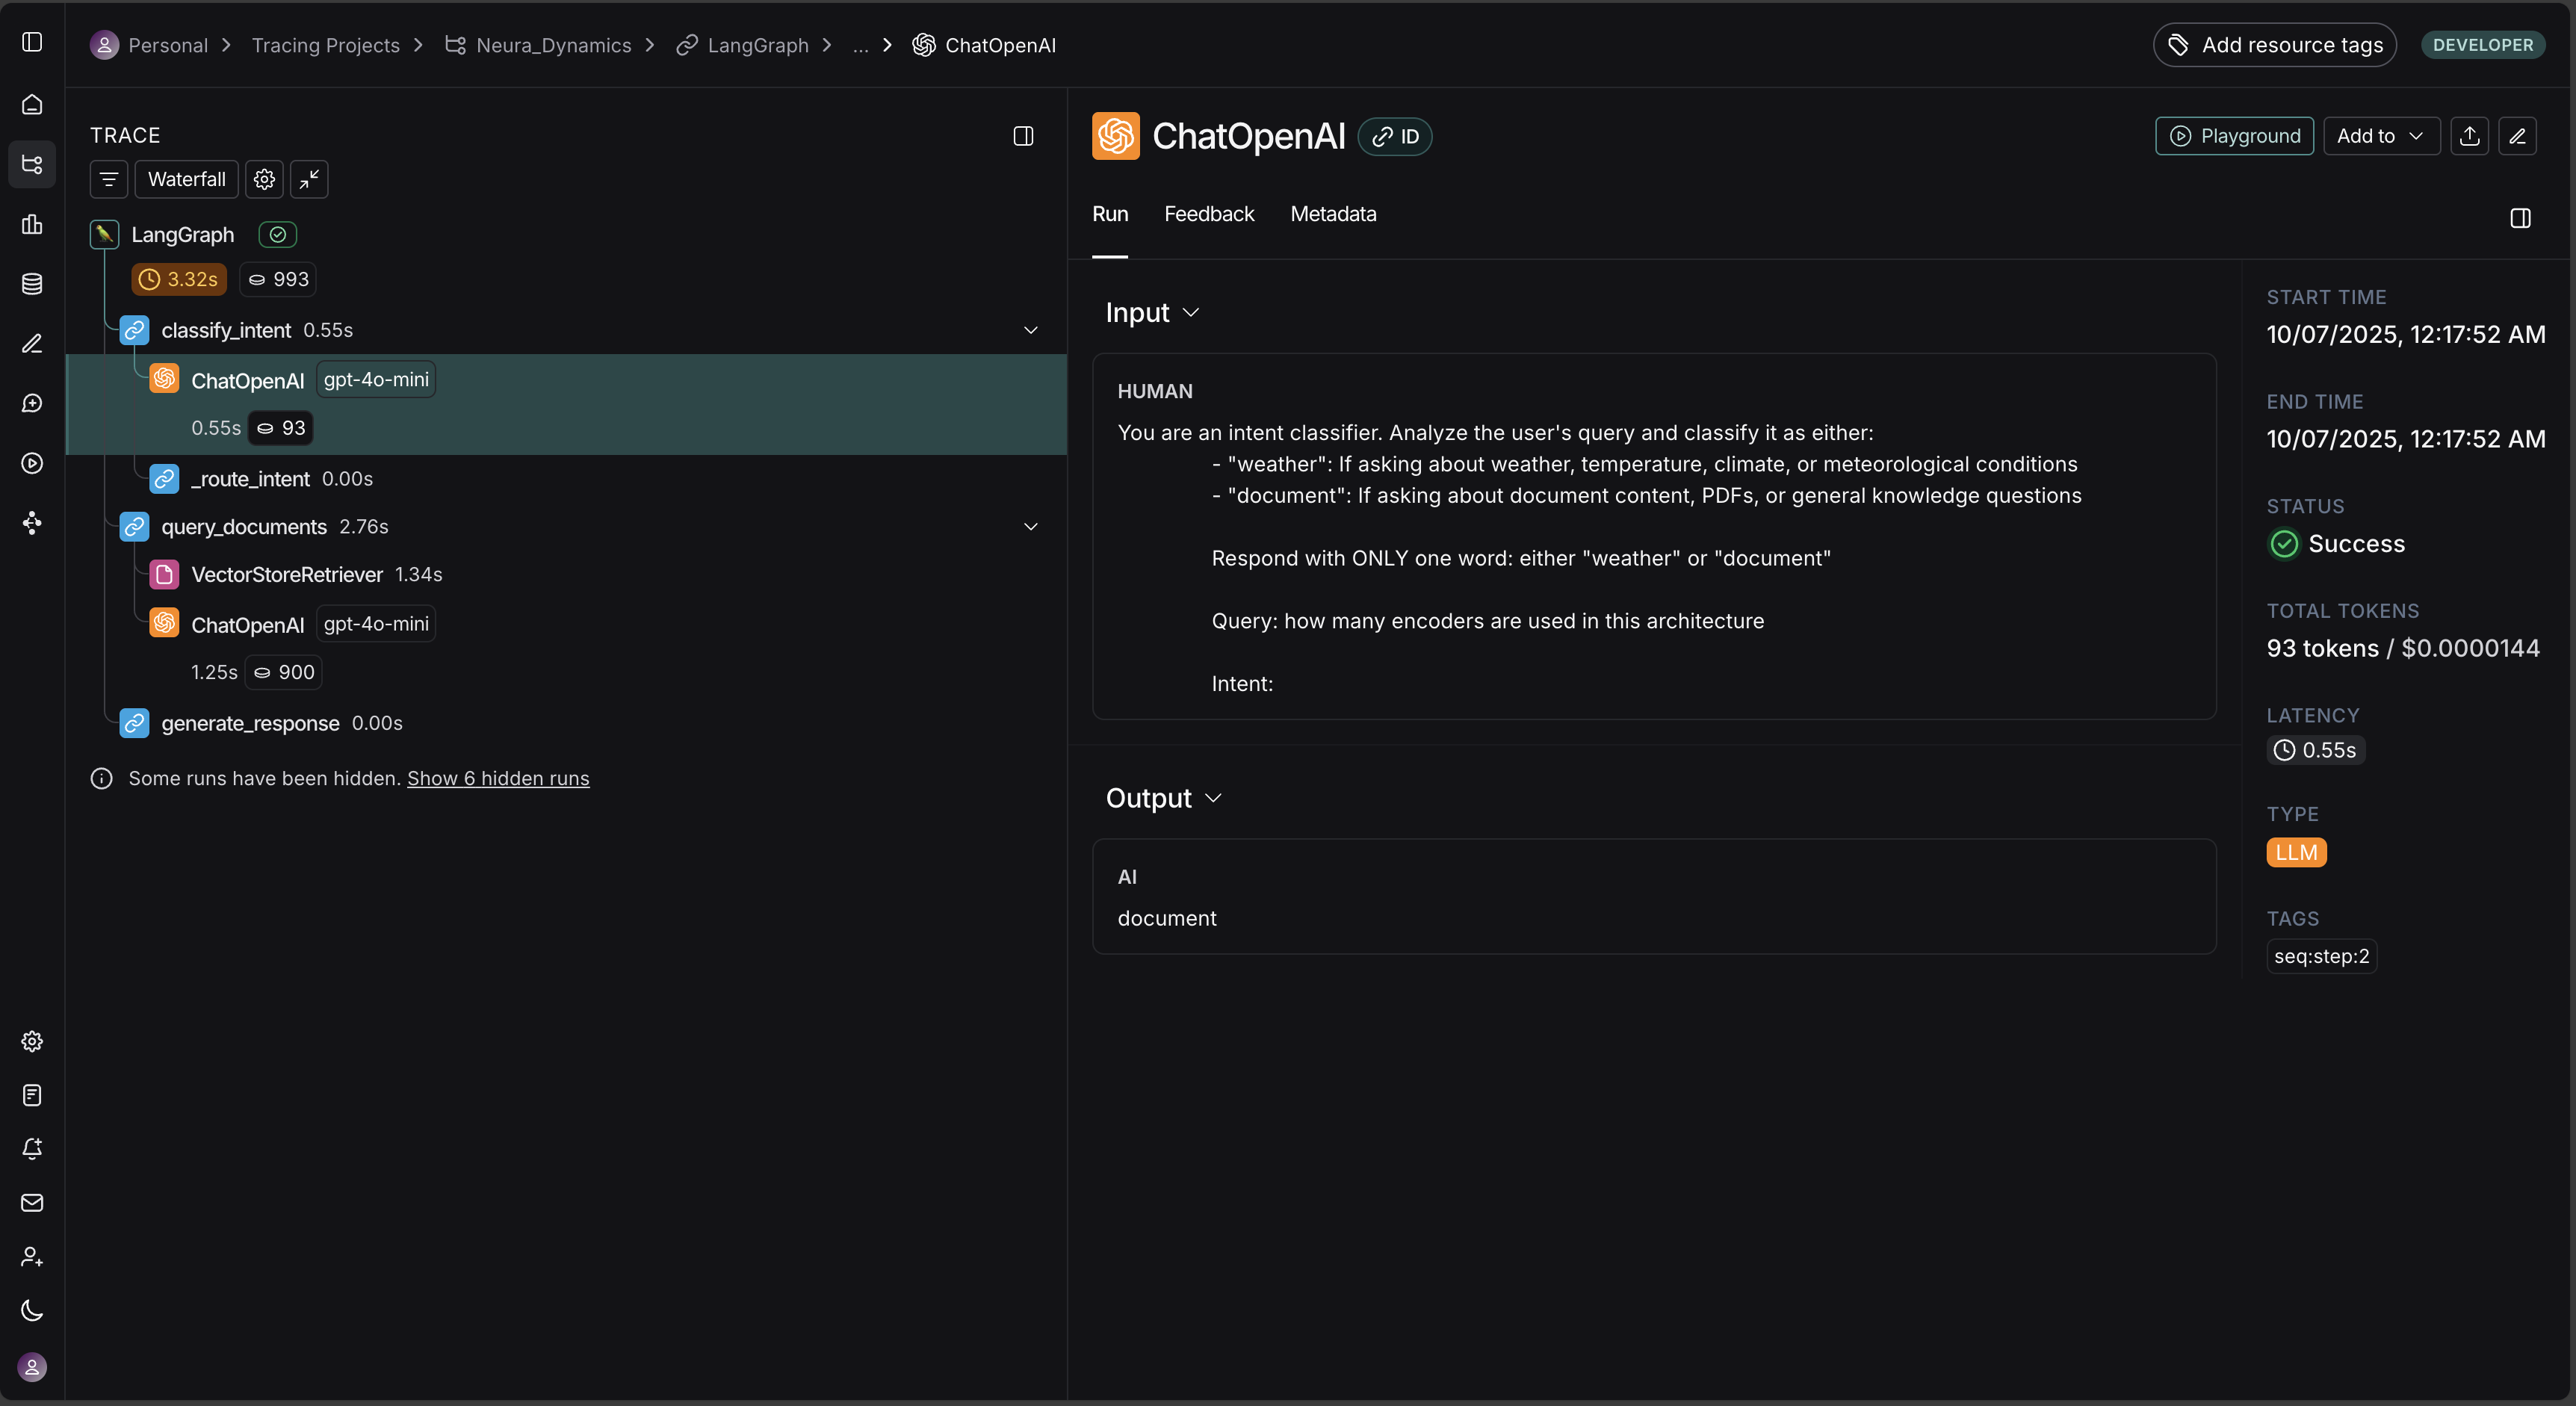 Personal > Tracing Projects > Neura_Dynamics > LangGraph > ... > ChatOpenAI
Add resource tags
DEVELOPER
TRACE
Waterfall
LangGraph
3.32s 993
classify_intent 0.55s
ChatOpenAI gpt-4o-mini
0.55s 93
_route_intent 0.00s
query_documents 2.76s
VectorStoreRetriever 1.34s
ChatOpenAI gpt-4o-mini
1.25s 900
generate_response 0.00s
Some runs have been hidden. Show 6 hidden runs
ChatOpenAI ID
Playground
Add to
Run Feedback Metadata
Input
HUMAN
You are an intent classifier. Analyze the user's query and classify it as either:
- "weather": If asking about weather, temperature, climate, or meteorological conditions
- "document": If asking about document content, PDFs, or general knowledge questions
Respond with ONLY one word: either "weather" or "document"
Query: how many encoders are used in this architecture
Intent:
Output
AI
document
START TIME
10/07/2025, 12:17:52 AM
END TIME
10/07/2025, 12:17:52 AM
STATUS
Success
TOTAL TOKENS
93 tokens / $0.0000144
LATENCY
0.55s
TYPE
LLM
TAGS
seq:step:2